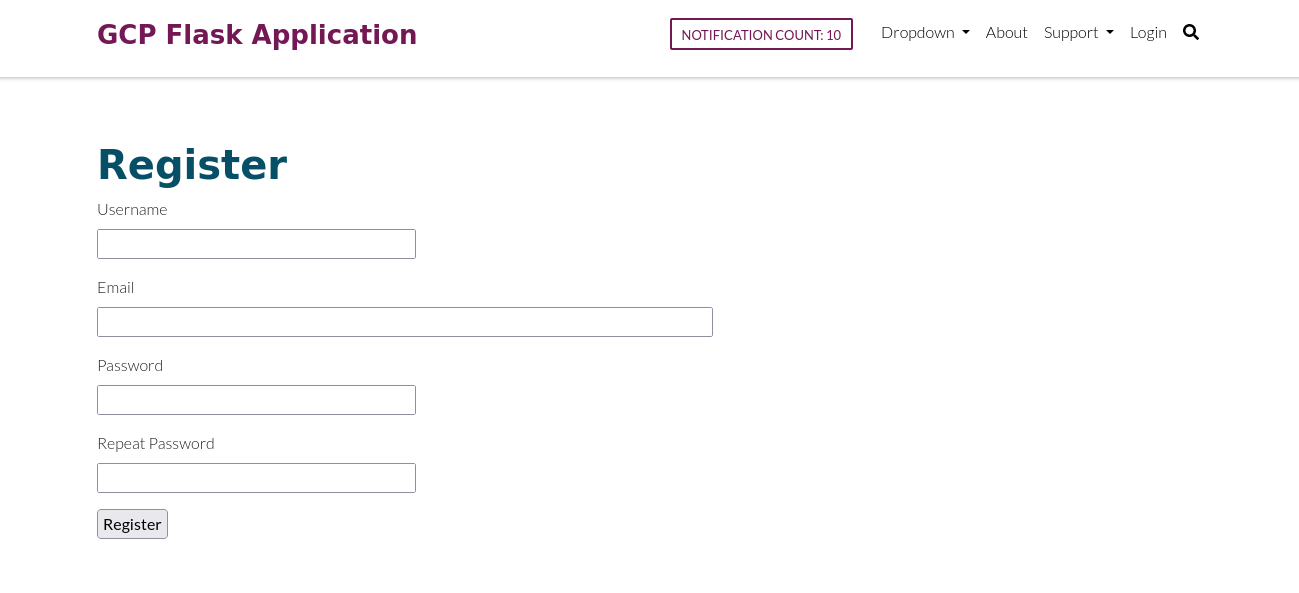 GCP Flask Application
NOTIFICATION COUNT: 10
Dropdown
About
Support
Login
Register
Username
Email
Password
Repeat Password
Register